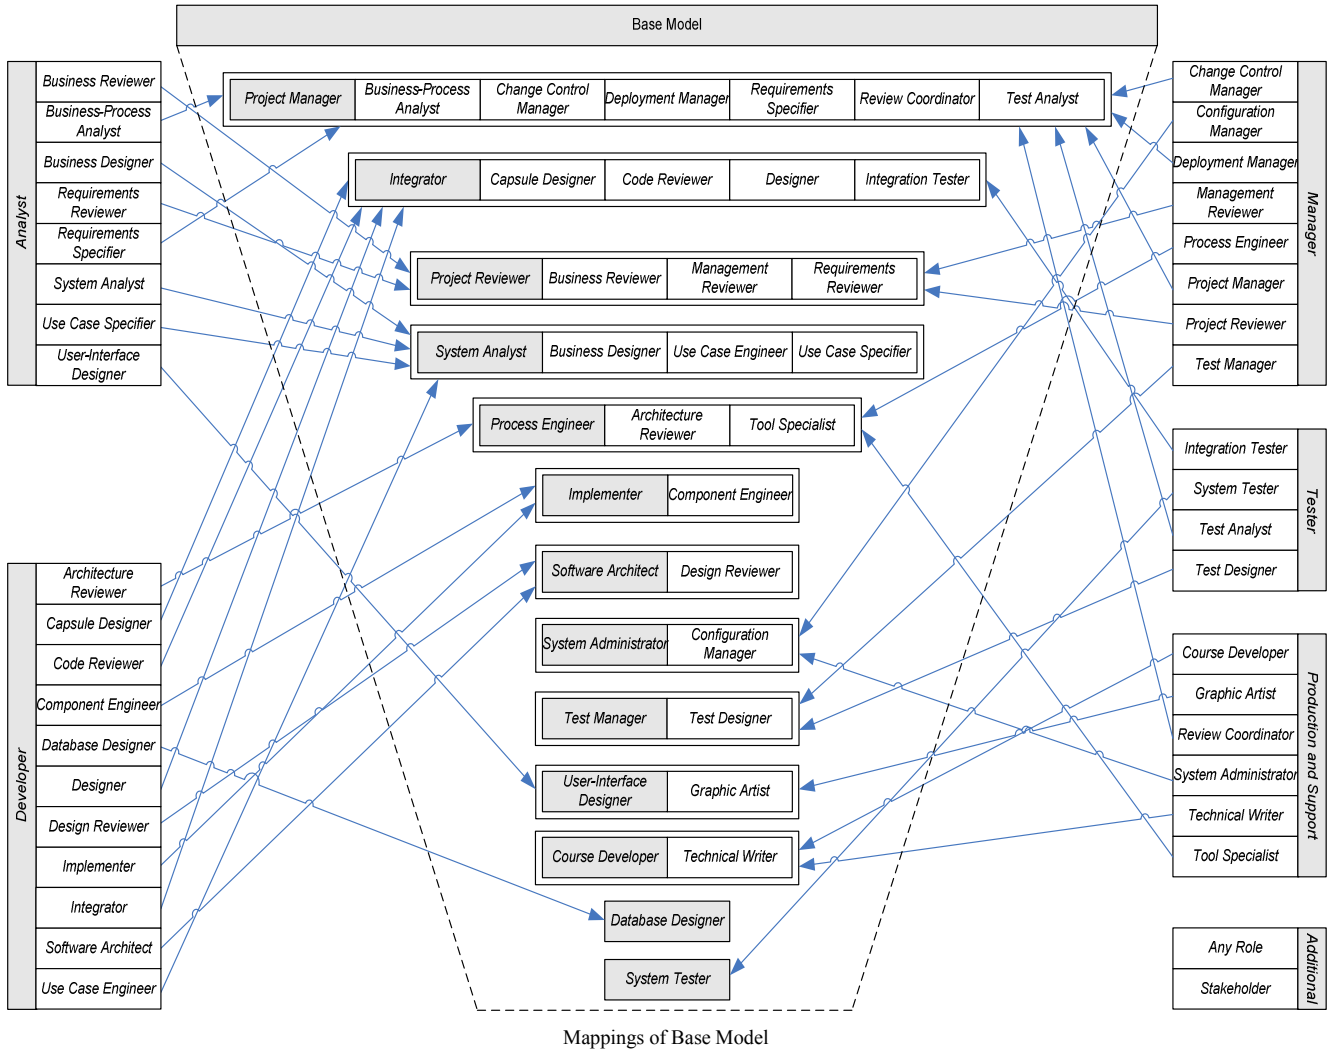 Base Model
Analyst
Business Reviewer
Business-Process
Analyst
Business Designer
Requirements
Reviewer
Requirements
Specifier
System Analyst
Use Case Specifier
User-Interface
Designer
Developer
Architecture
Reviewer
Capsule Designer
Code Reviewer
Component Engineer
Database Designer
Designer
Design Reviewer
Implementer
Integrator
Software Architect
Use Case Engineer
Project Manager
Business-Process
Analyst
Change Control
Manager
Deployment Manager
Requirements
Specifier
Review Coordinator
Test Analyst
Integrator
Capsule Designer
Code Reviewer
Designer
Integration Tester
Project Reviewer
Business Reviewer
Management
Reviewer
Requirements
Reviewer
System Analyst
Business Designer
Use Case Engineer
Use Case Specifier
Process Engineer
Architecture
Reviewer
Tool Specialist
Implementer
Component Engineer
Software Architect
Design Reviewer
System Administrator
Configuration
Manager
Test Manager
Test Designer
User-Interface
Designer
Graphic Artist
Course Developer
Technical Writer
Database Designer
System Tester
Change Control
Manager
Configuration
Manager
Deployment Manager
Management
Reviewer
Process Engineer
Project Manager
Project Reviewer
Test Manager
Manager
Integration Tester
System Tester
Test Analyst
Test Designer
Tester
Course Developer
Graphic Artist
Review Coordinator
System Administrator
Technical Writer
Tool Specialist
Production and Support
Any Role
Stakeholder
Additional
Mappings of Base Model